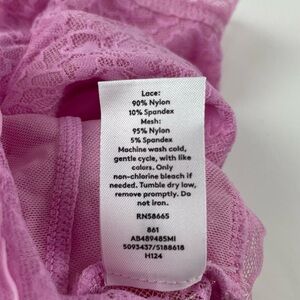 Lace:
90% Nylon
10% Spandex
Mesh:
95% Nylon
5% Spandex
Machine wash cold,
gentle cycle, with like
colors. Only
non-chlorine bleach if
needed. Tumble dry low,
remove promptly. Do
not iron.
RN58665
861
AB489485MI
5093437/5188618
H124